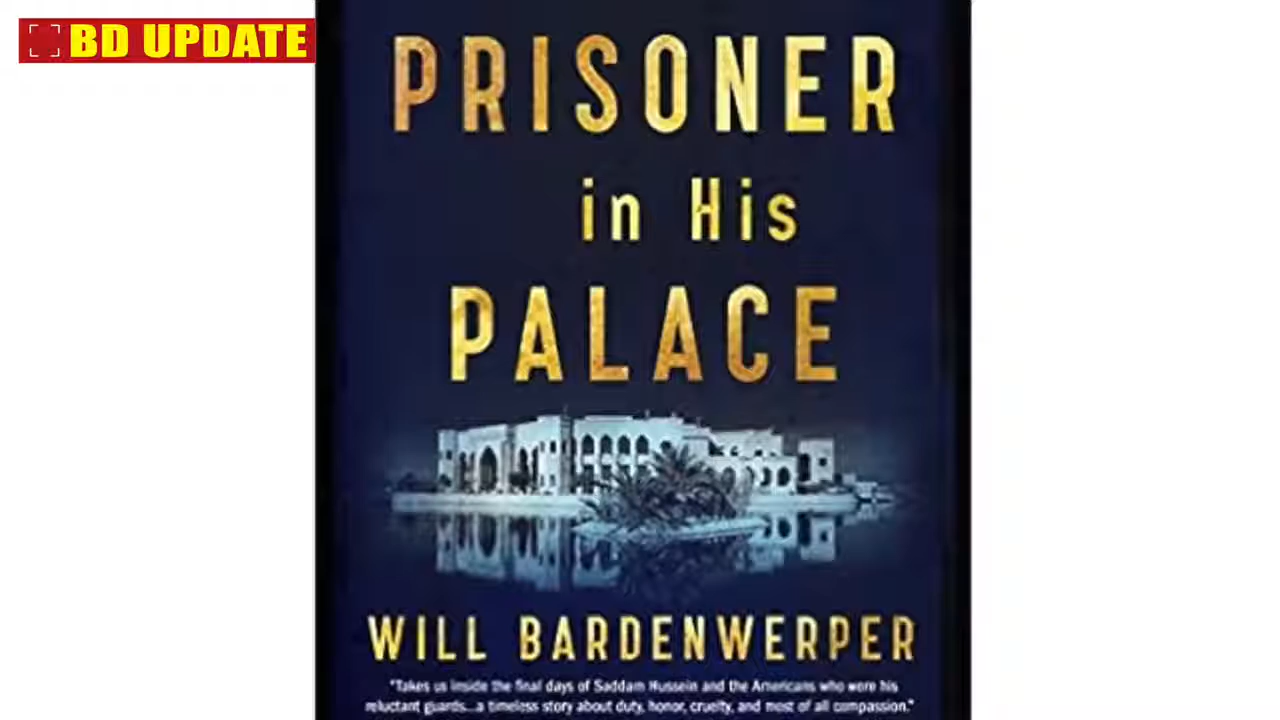 BD UPDATE
PRISONER
in His
PALACE
WILL BARDENWERPER
"Takes us inside the final days of Saddam Hussein and the Americans who were his
reluctant guards...a timeless story about duty, honor, cruelty, and most of all compassion."